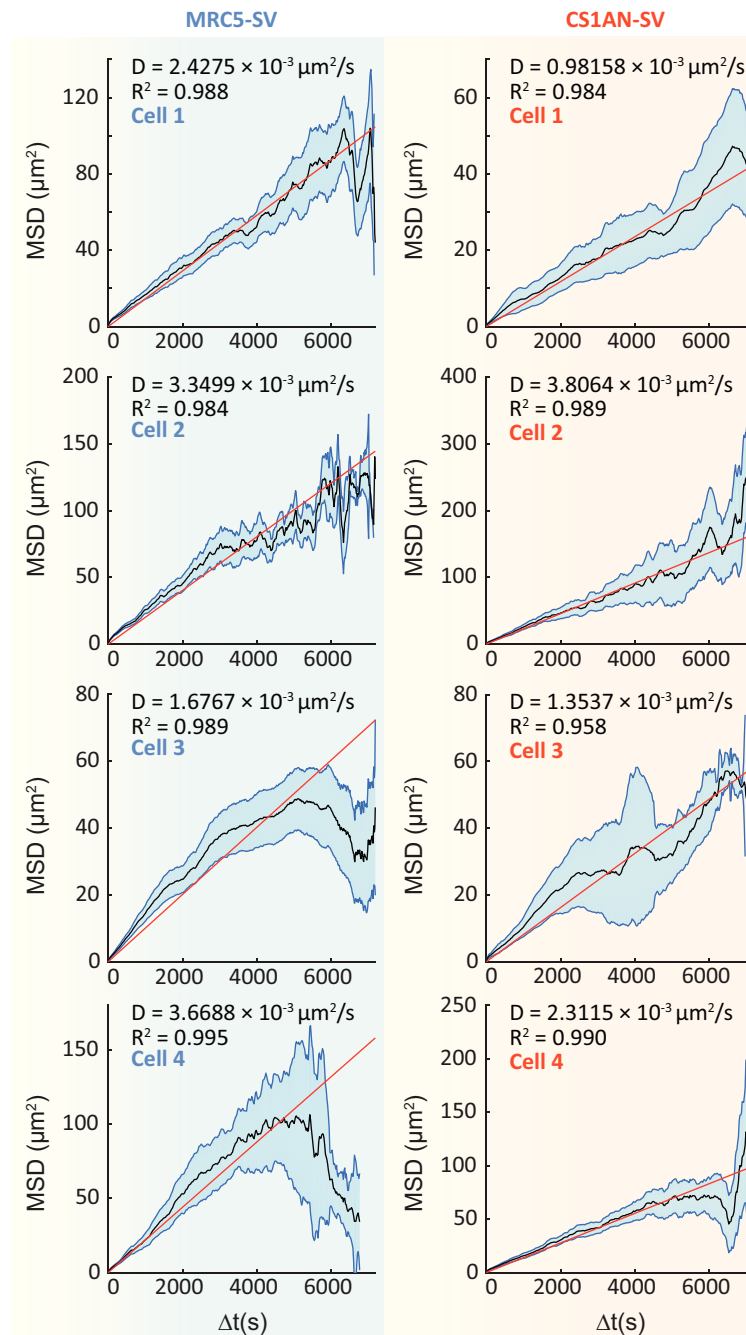 MRC5-SV
CS1AN-SV
D = 2.4275 × 10⁻³ μm²/s
R² = 0.988
Cell 1
MSD (μm²)
120
80
40
0
0 2000 4000 6000
D = 0.98158 × 10⁻³ μm²/s
R² = 0.984
Cell 1
MSD (μm²)
60
40
20
0
0 2000 4000 6000
D = 3.3499 × 10⁻³ μm²/s
R² = 0.984
Cell 2
MSD (μm²)
200
150
100
50
0
0 2000 4000 6000
D = 3.8064 × 10⁻³ μm²/s
R² = 0.989
Cell 2
MSD (μm²)
400
300
200
100
0
0 2000 4000 6000
D = 1.6767 × 10⁻³ μm²/s
R² = 0.989
Cell 3
MSD (μm²)
80
60
40
20
0
0 2000 4000 6000
D = 1.3537 × 10⁻³ μm²/s
R² = 0.958
Cell 3
MSD (μm²)
80
60
40
20
0
0 2000 4000 6000
D = 3.6688 × 10⁻³ μm²/s
R² = 0.995
Cell 4
MSD (μm²)
150
100
50
0
0 2000 4000 6000
Δt(s)
D = 2.3115 × 10⁻³ μm²/s
R² = 0.990
Cell 4
MSD (μm²)
250
200
150
100
50
0
0 2000 4000 6000
Δt(s)